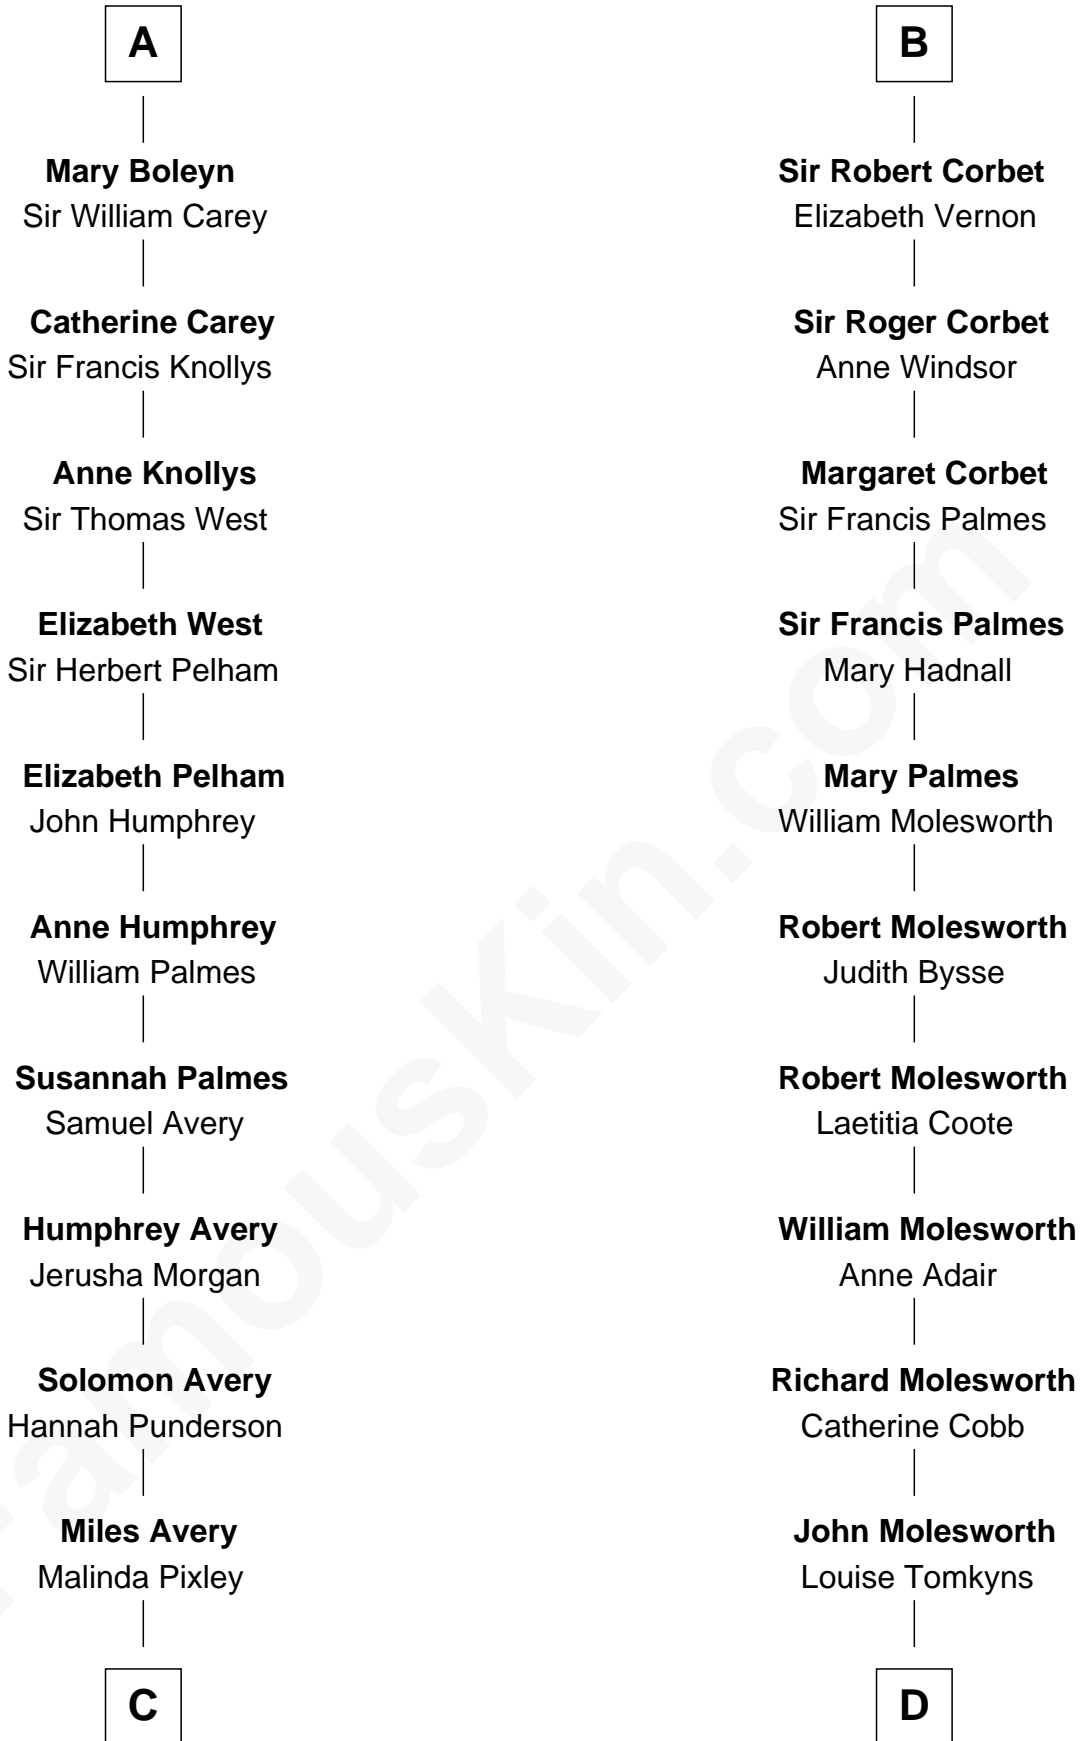 A
Mary Boleyn
Sir William Carey
Catherine Carey
Sir Francis Knollys
Anne Knollys
Sir Thomas West
Elizabeth West
Sir Herbert Pelham
Elizabeth Pelham
John Humphrey
Anne Humphrey
William Palmes
Susannah Palmes
Samuel Avery
Humphrey Avery
Jerusha Morgan
Solomon Avery
Hannah Punderson
Miles Avery
Malinda Pixley
C
B
Sir Robert Corbet
Elizabeth Vernon
Sir Roger Corbet
Anne Windsor
Margaret Corbet
Sir Francis Palmes
Sir Francis Palmes
Mary Hadnall
Mary Palmes
William Molesworth
Robert Molesworth
Judith Bysse
Robert Molesworth
Laetitia Coote
William Molesworth
Anne Adair
Richard Molesworth
Catherine Cobb
John Molesworth
Louise Tomkyns
D
FamousKin.com